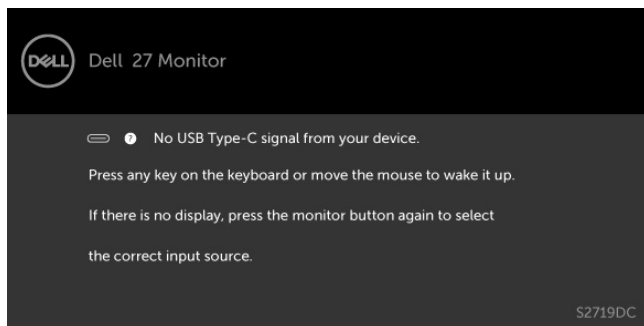 DELL
Dell 27 Monitor
? No USB Type-C signal from your device.
Press any key on the keyboard or move the mouse to wake it up.
If there is no display, press the monitor button again to select
the correct input source.
S2719DC